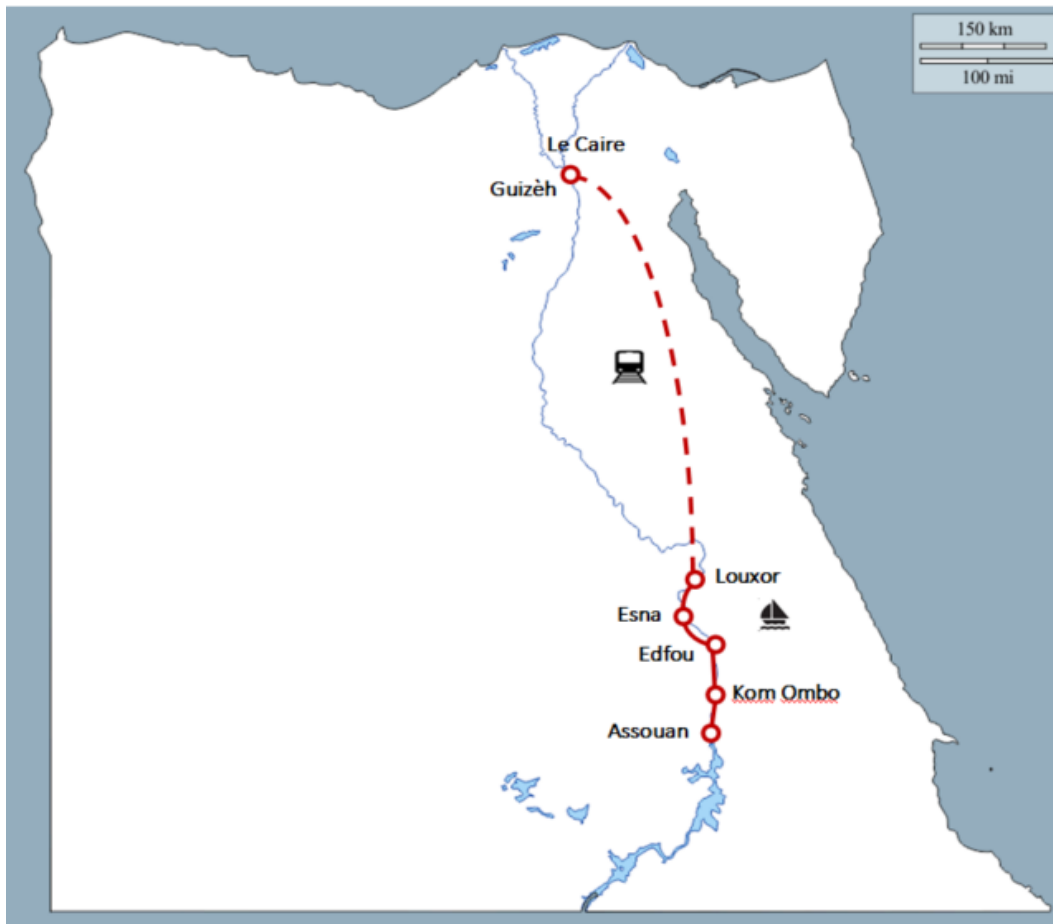 150 km
100 mi
Le Caire
Guizèh
Louxor
Esna
Edfou
Kom Ombo
Assouan